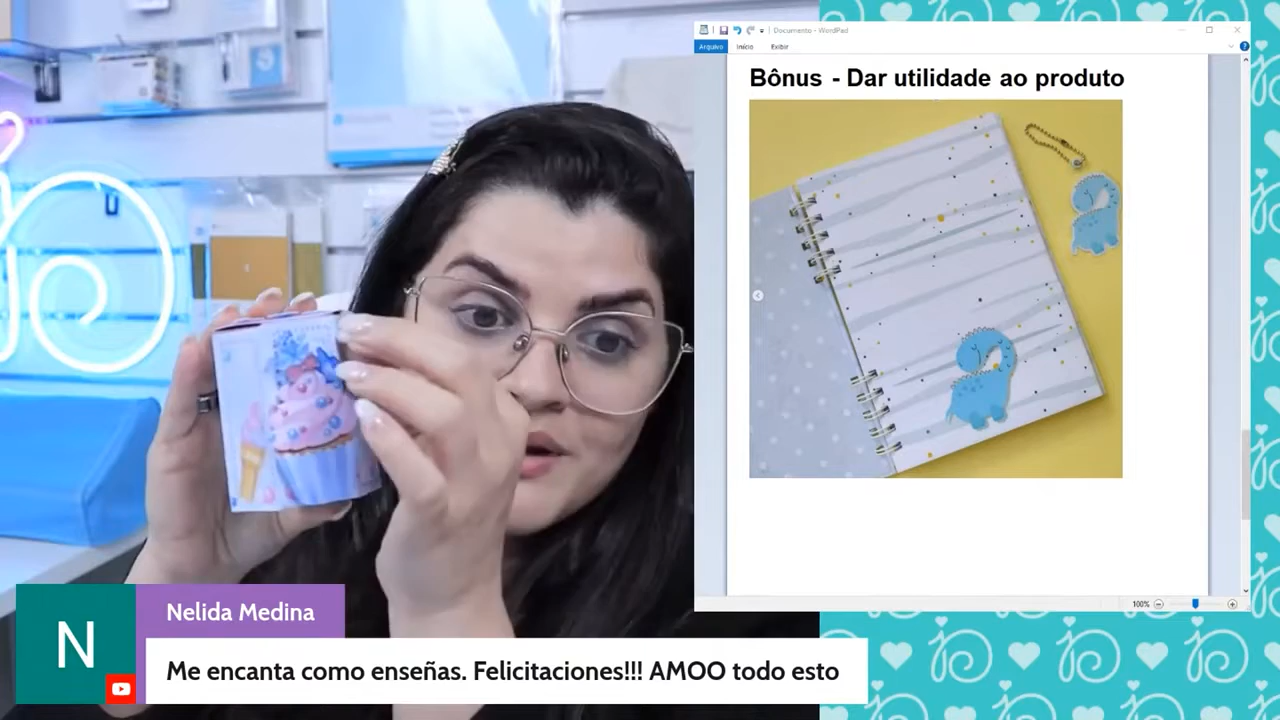 Documento - WordPad
Arquivo Início Exibir
Bônus - Dar utilidade ao produto
100%
N
Nelida Medina
Me encanta como enseñas. Felicitaciones!!! AMOO todo esto